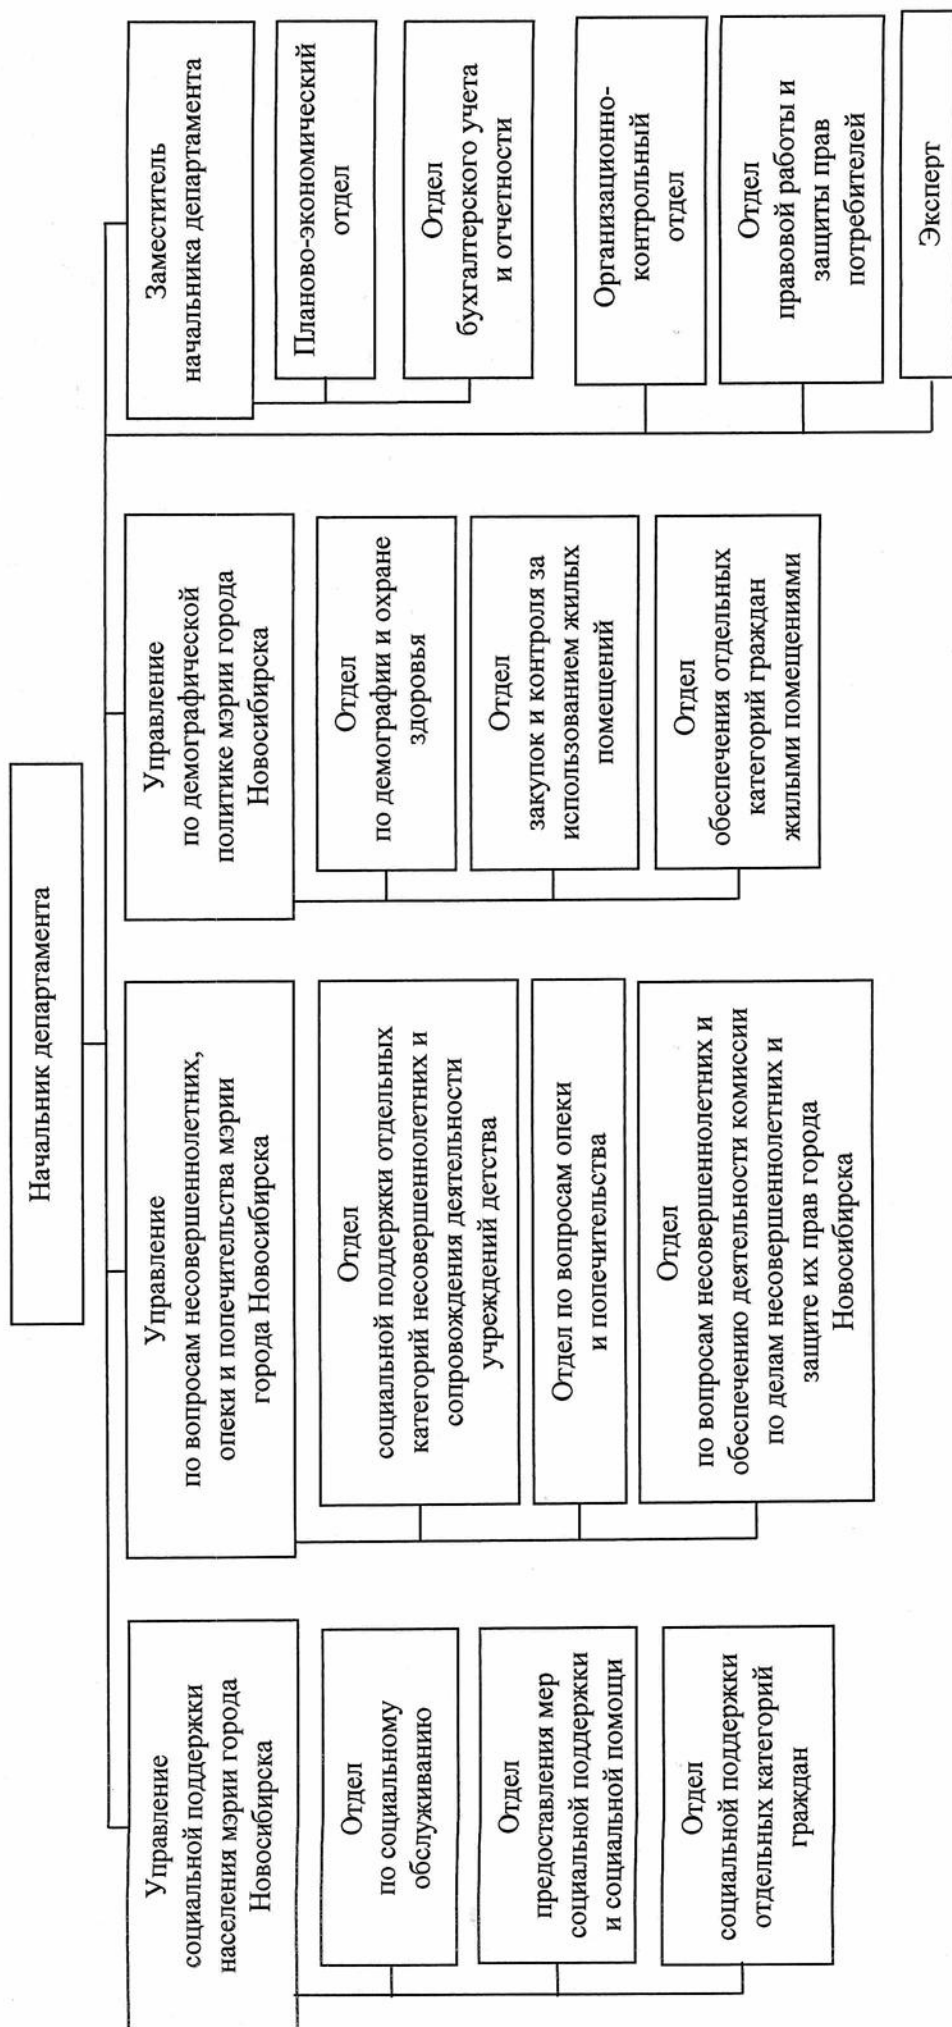 Начальник департамента
Управление
социальной поддержки
населения мэрии города
Новосибирска
Отдел
по социальному
обслуживанию
Отдел
предоставления мер
социальной поддержки
и социальной помощи
Отдел
социальной поддержки
отдельных категорий
граждан
Управление
по вопросам несовершеннолетних,
опеки и попечительства мэрии
города Новосибирска
Отдел
социальной поддержки отдельных
категорий несовершеннолетних и
сопровождения деятельности
учреждений детства
Отдел по вопросам опеки
и попечительства
Отдел
по вопросам несовершеннолетних и
обеспечению деятельности комиссии
по делам несовершеннолетних и
защите их прав города
Новосибирска
Управление
по демографической
политике мэрии города
Новосибирска
Отдел
по демографии и охране
здоровья
Отдел
закупок и контроля за
использованием жилых
помещений
Отдел
обеспечения отдельных
категорий граждан
жилыми помещениями
Заместитель
начальника департамента
Планово-экономический
отдел
Отдел
бухгалтерского учета
и отчетности
Организационно-
контрольный
отдел
Отдел
правовой работы и
защиты прав
потребителей
Эксперт